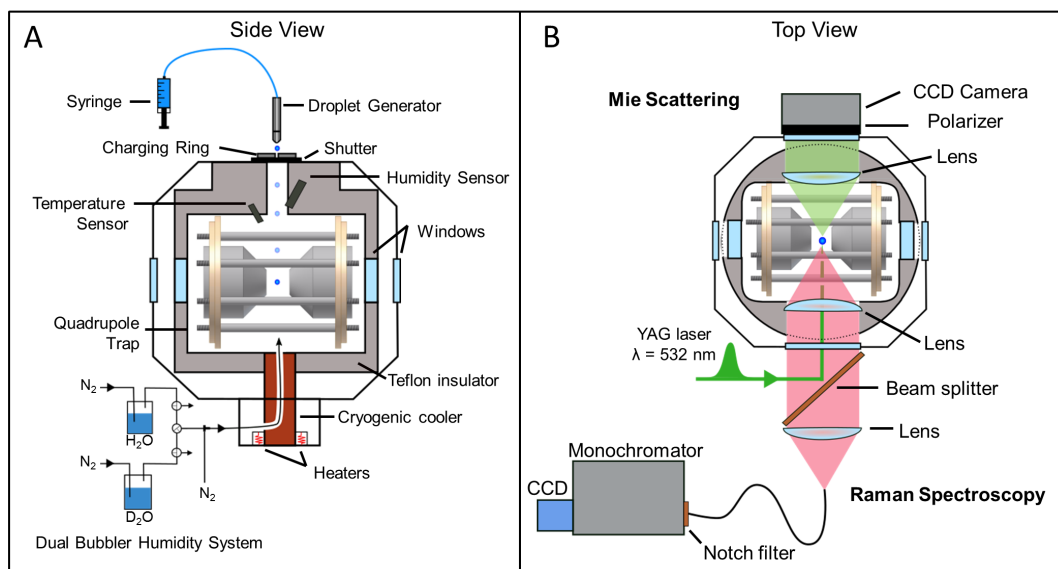 A
Side View
Syringe
Droplet Generator
Charging Ring
Shutter
Humidity Sensor
Temperature
Sensor
Windows
Quadrupole
Trap
Teflon insulator
N₂
H₂O
Cryogenic cooler
N₂
Heaters
N₂
D₂O
Dual Bubbler Humidity System
B
Top View
Mie Scattering
CCD Camera
Polarizer
Lens
YAG laser
λ = 532 nm
Lens
Beam splitter
Lens
Monochromator
CCD
Raman Spectroscopy
Notch filter